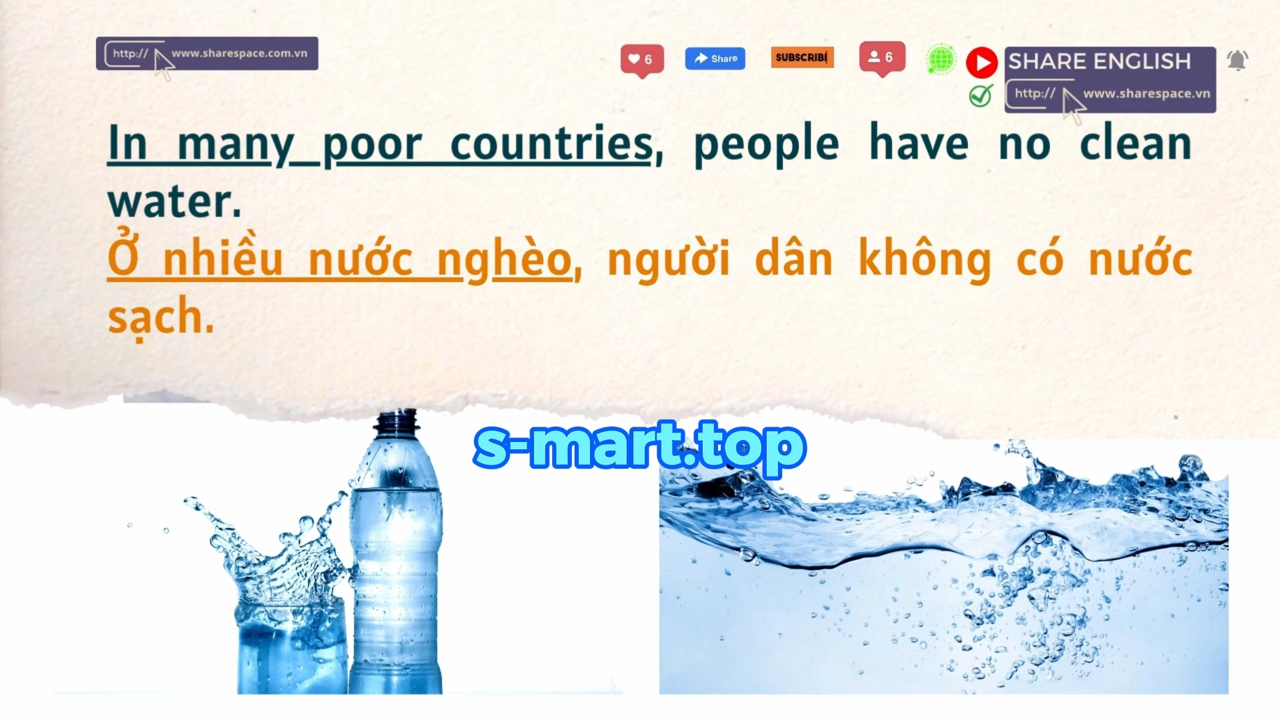 http:// www.sharespace.com.vn
6
Share
SUBSCRIBI
6
SHARE ENGLISH
http:// www.sharespace.vn
In many poor countries, people have no clean
water.
Ở nhiều nước nghèo, người dân không có nước
sạch.
s-mart.top